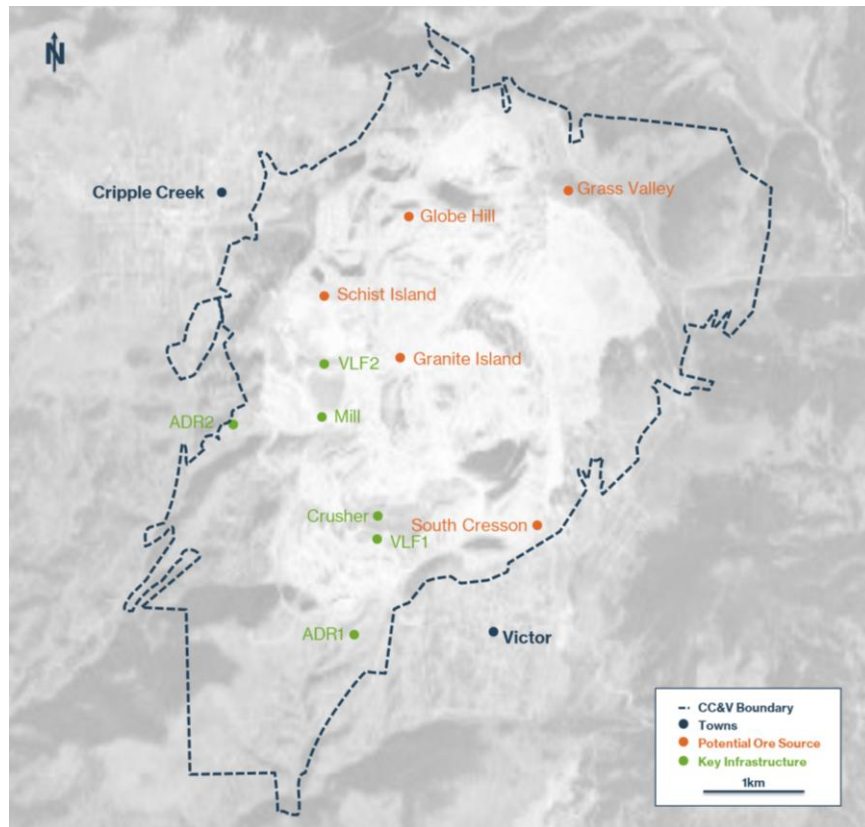 N
Cripple Creek
Grass Valley
Globe Hill
Schist Island
Granite Island
VLF2
Mill
ADR2
Crusher
South Cresson
VLF1
ADR1
Victor
CC&V Boundary
Towns
Potential Ore Source
Key Infrastructure
1km